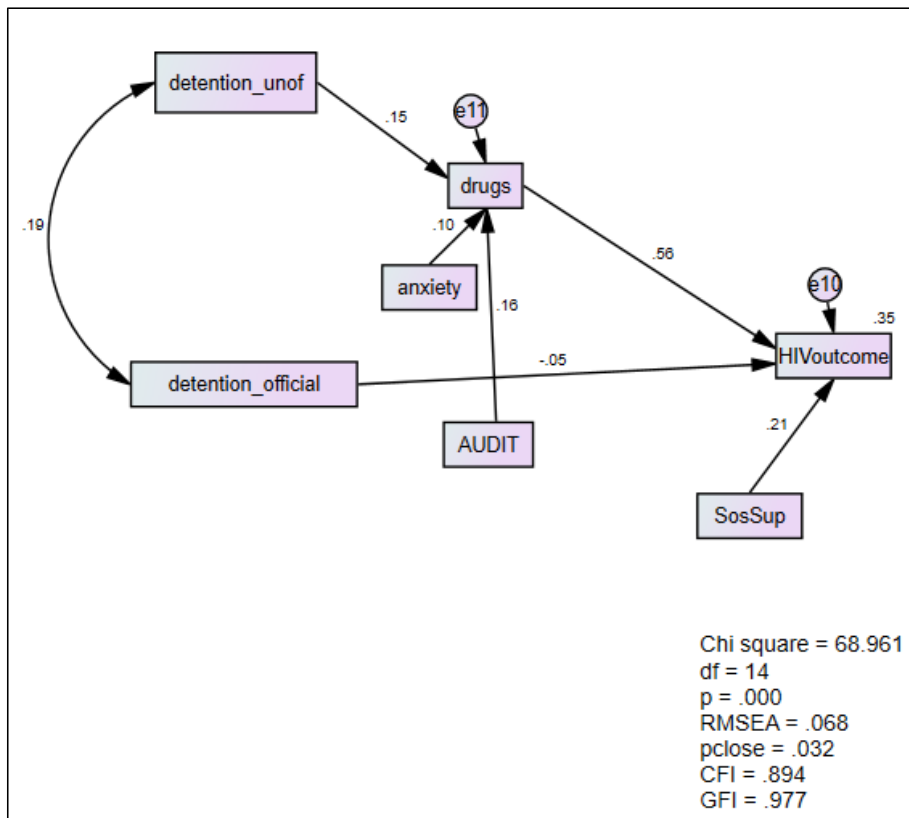 detention_unof
.15
e11
drugs
.19
.10
.56
anxiety
.16
e10
.35
HIVoutcome
-.05
detention_official
.21
AUDIT
SosSup
Chi square = 68.961
df = 14
p = .000
RMSEA = .068
pclose = .032
CFI = .894
GFI = .977